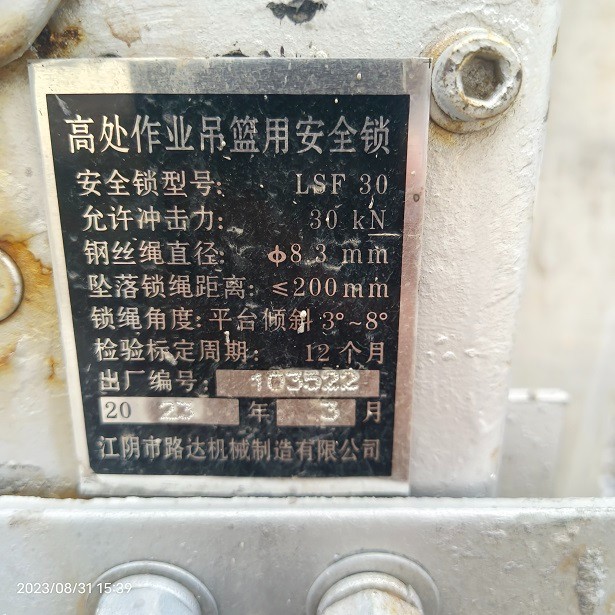 高处作业吊篮用安全锁
安全锁型号: LSF 30
允许冲击力: 30 kN
钢丝绳直径: ϕ8.3 mm
坠落锁绳距离: ≤200mm
锁绳角度: 平台倾斜 3°~8°
检验标定周期: 12个月
出厂编号: 103522
20 23 年 3 月
江阴市路达机械制造有限公司
2023/08/31 15:39